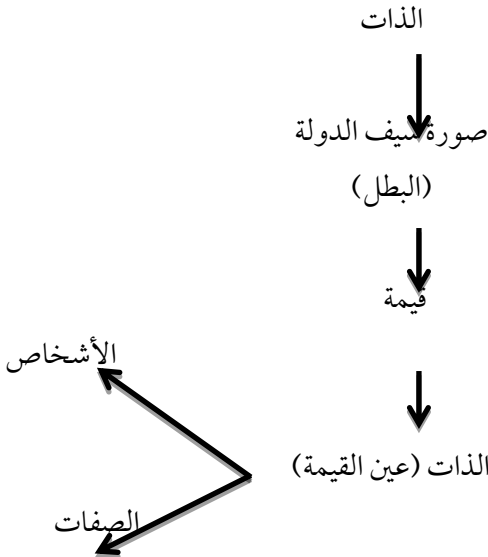 الذات
صورة سيف الدولة
(البطل)
قيمة
الأشخاص
الذات (عين القيمة)
الصفات